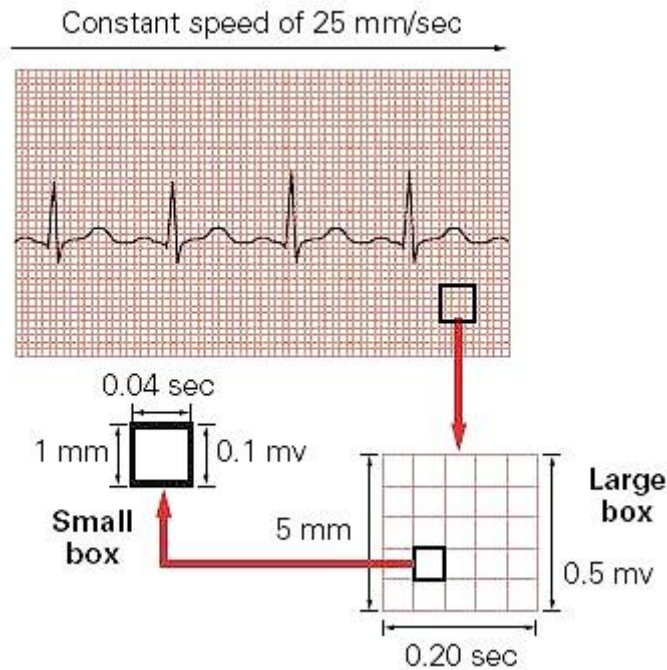 Constant speed of 25 mm/sec
0.04 sec
1 mm
0.1 mv
Small
box
5 mm
Large
box
0.5 mv
0.20 sec